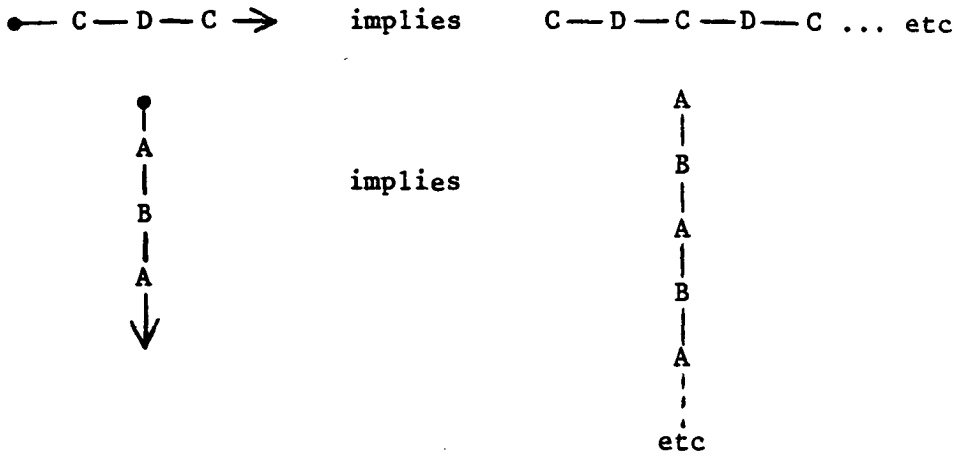 C — D — C implies C — D — C — D — C ... etc
A A
A B
B implies A
A B
A
etc